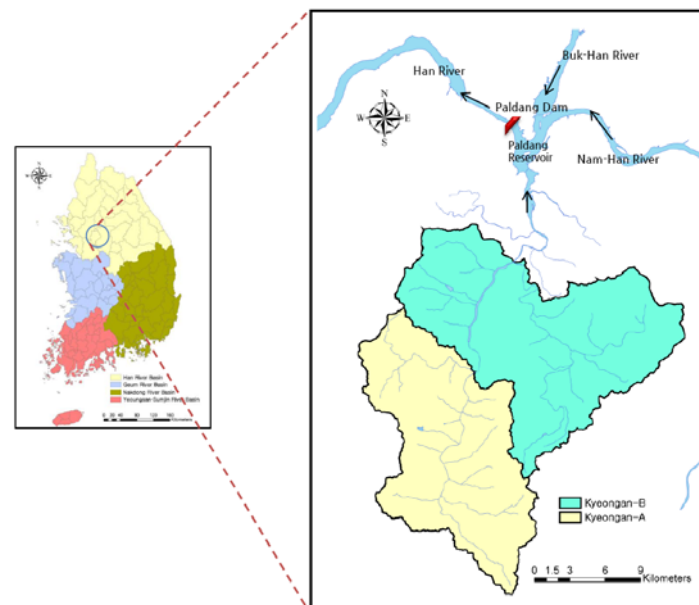 Buk-Han River
Han River
Paldang Dam
Paldang
Reservoir
Nam-Han River
N
W
E
S
N
Han River Basin
Geum River Basin
Nakdong River Basin
Kilometers
Kyeongan-B
Kyeongan-A
0 1.5 3 6 9
Kilometers